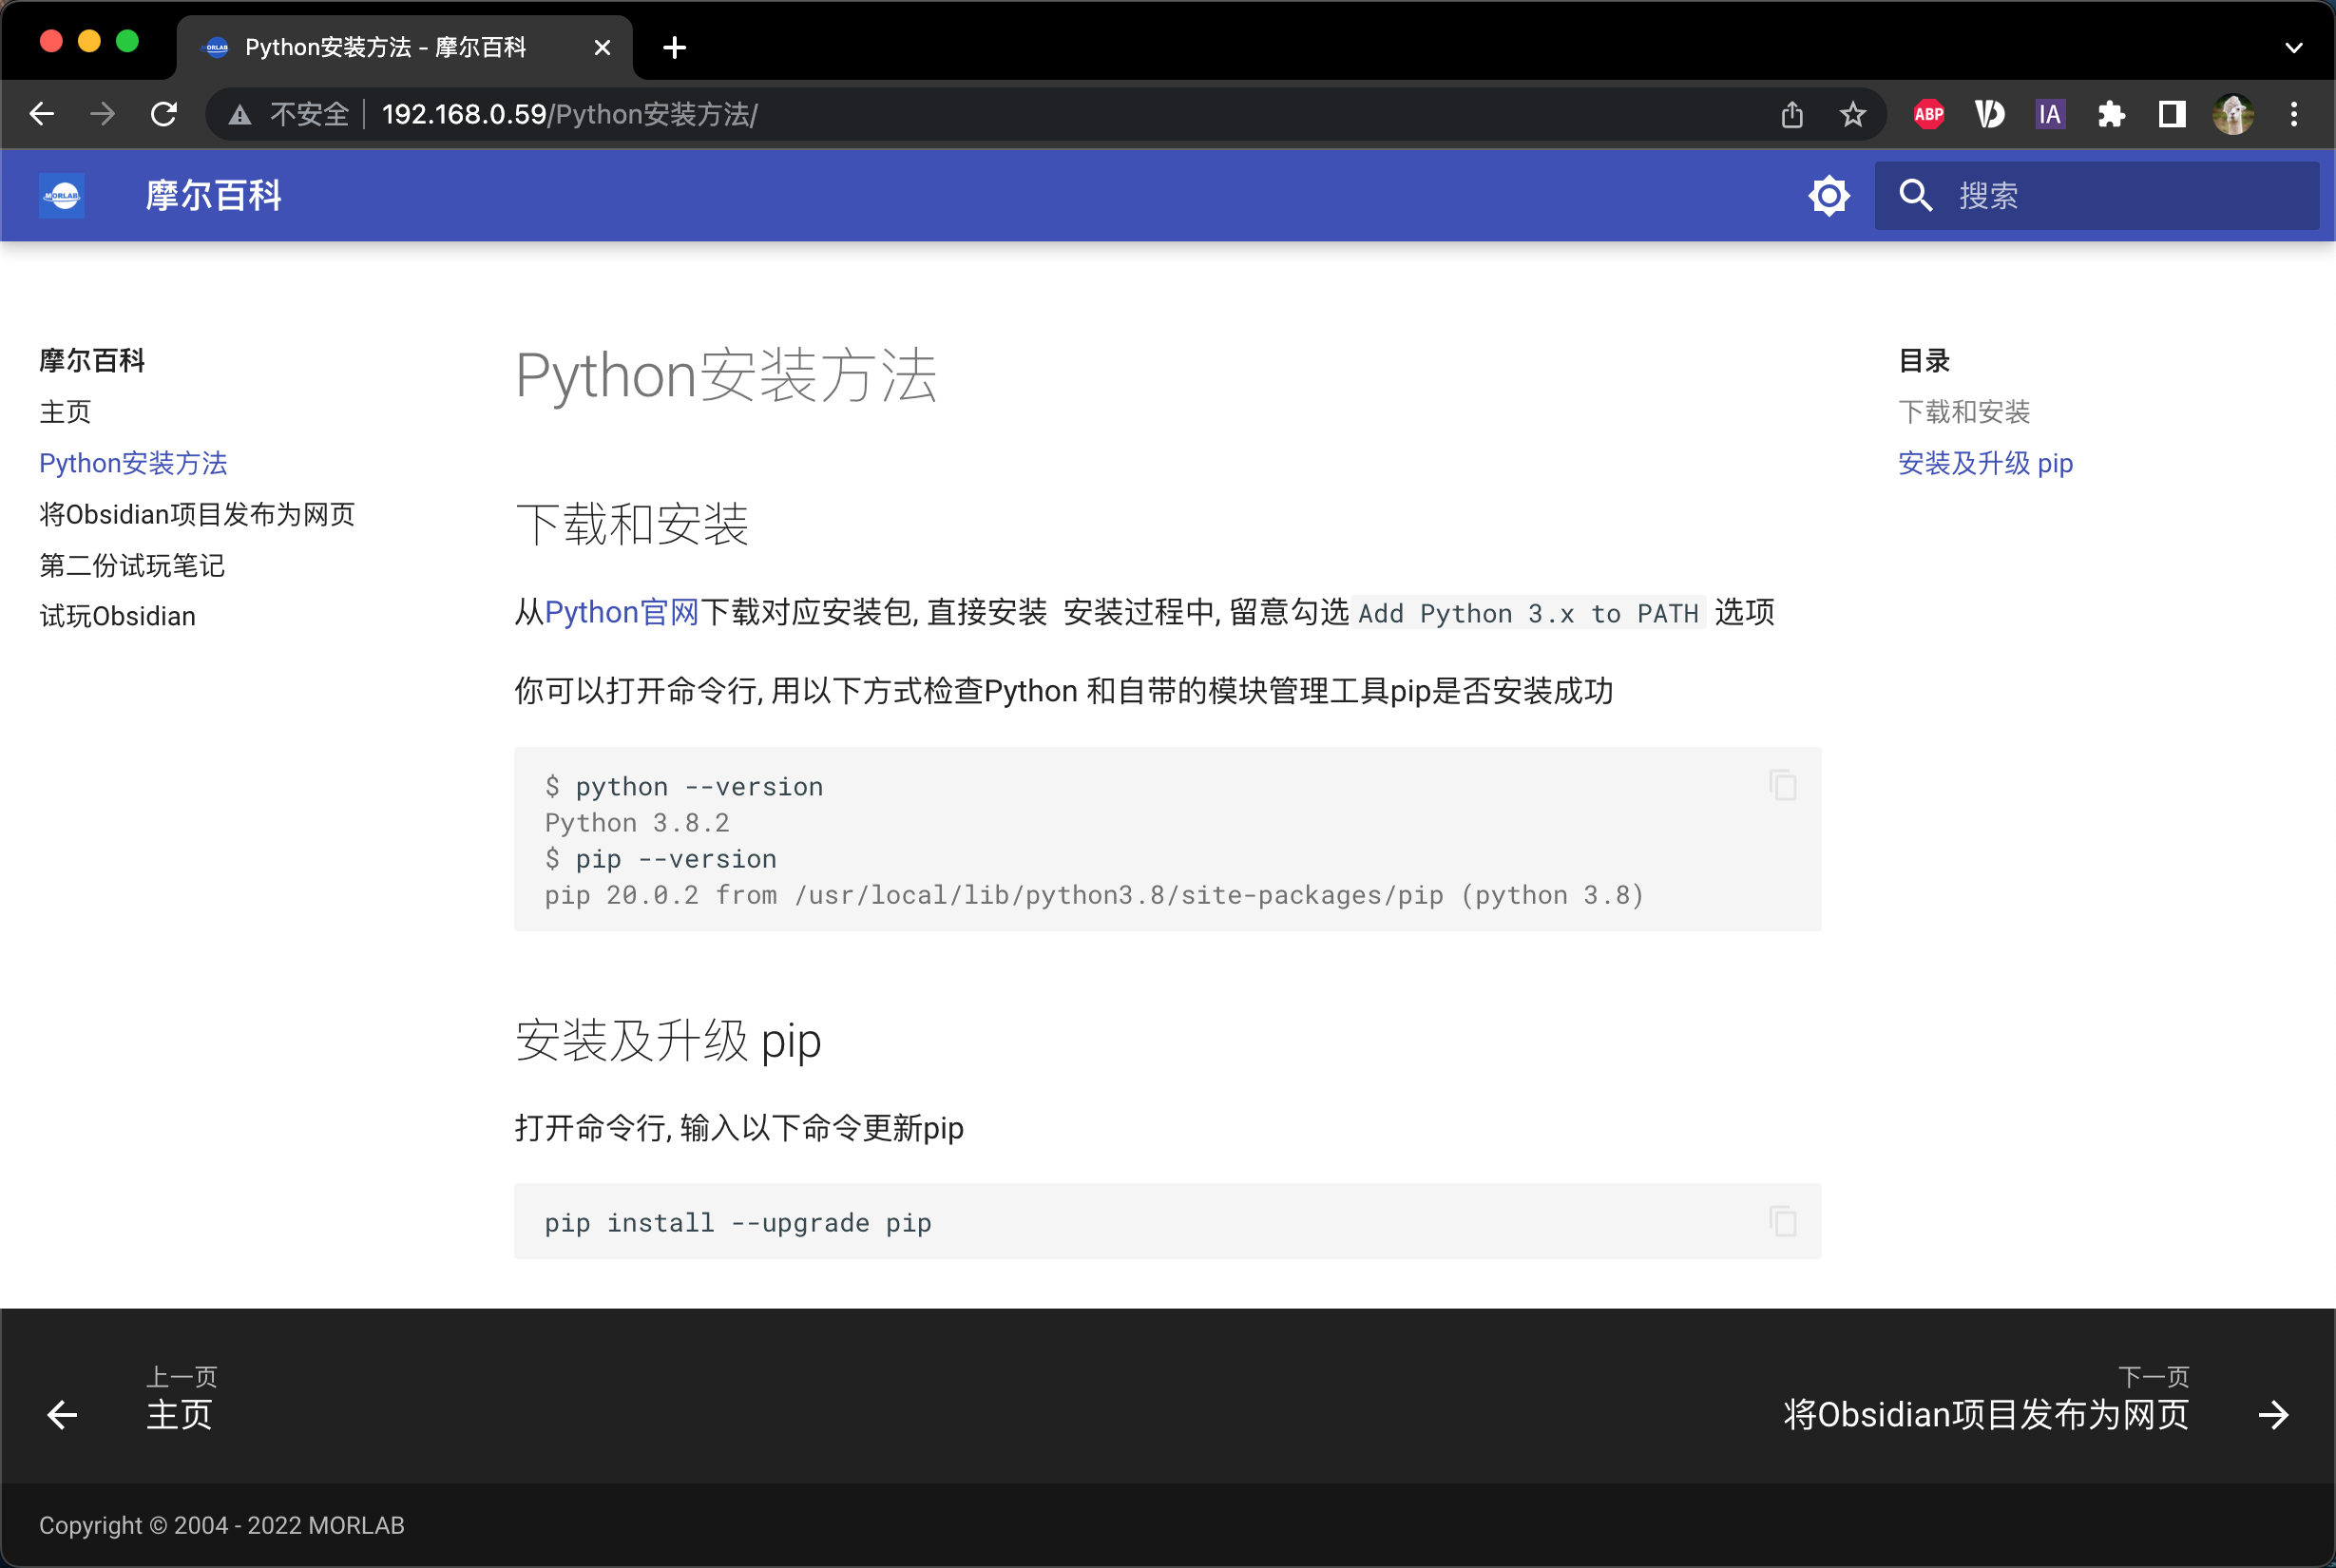 Python安装方法 - 摩尔百科
不安全 192.168.0.59/Python安装方法/
ABP
IA
MORLAB
摩尔百科
搜索
摩尔百科
主页
Python安装方法
将Obsidian项目发布为网页
第二份试玩笔记
试玩Obsidian
Python安装方法
下载和安装
从Python官网下载对应安装包, 直接安装 安装过程中, 留意勾选 Add Python 3.x to PATH 选项
你可以打开命令行, 用以下方式检查Python 和自带的模块管理工具pip是否安装成功
$ python --version
Python 3.8.2
$ pip --version
pip 20.0.2 from /usr/local/lib/python3.8/site-packages/pip (python 3.8)
安装及升级 pip
打开命令行, 输入以下命令更新pip
pip install --upgrade pip
目录
下载和安装
安装及升级 pip
上一页
主页
下一页
将Obsidian项目发布为网页
Copyright © 2004 - 2022 MORLAB